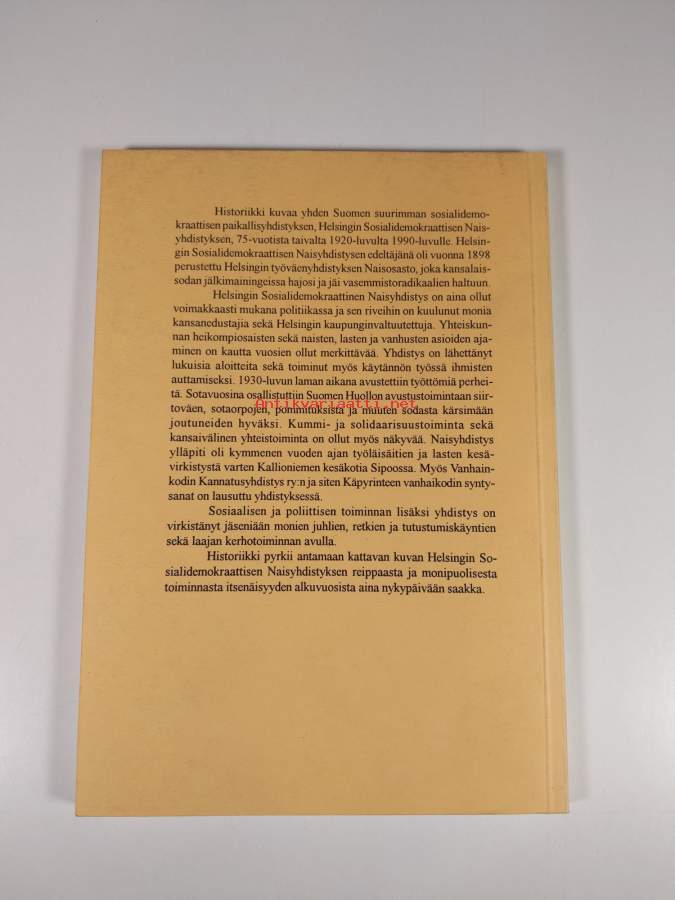 Historiikki kuvaa yhden Suomen suurimman sosialidemo-
kraattisen paikallisyhdistyksen, Helsingin Sosialidemokraattisen Nais-
yhdistyksen, 75-vuotista taivalta 1920-luvulta 1990-luvulle. Helsin-
gin Sosialidemokraattisen Naisyhdistysen edeltäjänä oli vuonna 1898
perustettu Helsingin työväenyhdistyksen Naisosasto, joka kansalais-
sodan jälkimainingeissa hajosi ja jäi vasemmistoradikaalien haltuun.
Helsingin Sosialidemokraattinen Naisyhdistys on aina ollut
voimakkaasti mukana politiikassa ja sen riveihin on kuulunut monia
kansanedustajia sekä Helsingin kaupunginvaltuutettuja. Yhteiskun-
nan heikompiosaisten sekä naisten, lasten ja vanhusten asioiden aja-
minen on kautta vuosien ollut merkittävää. Yhdistys on lähettänyt
lukuisia aloitteita sekä toiminut myös käytännön työssä ihmisten
auttamiseksi. 1930-luvun laman aikana avustettiin työttömiä perhei-
tä. Sotavuosina osallistuttiin Suomen Huollon avustustoimintaan siir-
toväen, sotaorpojen, pommituksista ja muuten sodasta kärsimään
Antikvariaatti.net
joutuneiden hyväksi. Kummi- ja solidaarisuustoiminta sekä
kansaivälinen yhteistoiminta on ollut myös näkyvää. Naisyhdistys
ylläpiti oli kymmenen vuoden ajan työläisäitien ja lasten kesä-
virkistystä varten Kallioniemen kesäkotia Sipoossa. Myös Vanhain-
kodin Kannatusyhdistys ry:n ja siten Käpyrinteen vanhaikodin synty-
sanat on lausuttu yhdistyksessä.
Sosiaalisen ja poliittisen toiminnan lisäksi yhdistys on
virkistänyt jäseniään monien juhlien, retkien ja tutustumiskäyntien
sekä laajan kerhotoiminnan avulla.
Historiikki pyrkii antamaan kattavan kuvan Helsingin So-
sialidemokraattisen Naisyhdistyksen reippaasta ja monipuolisesta
toiminnasta itsenäisyyden alkuvuosista aina nykypäivään saakka.